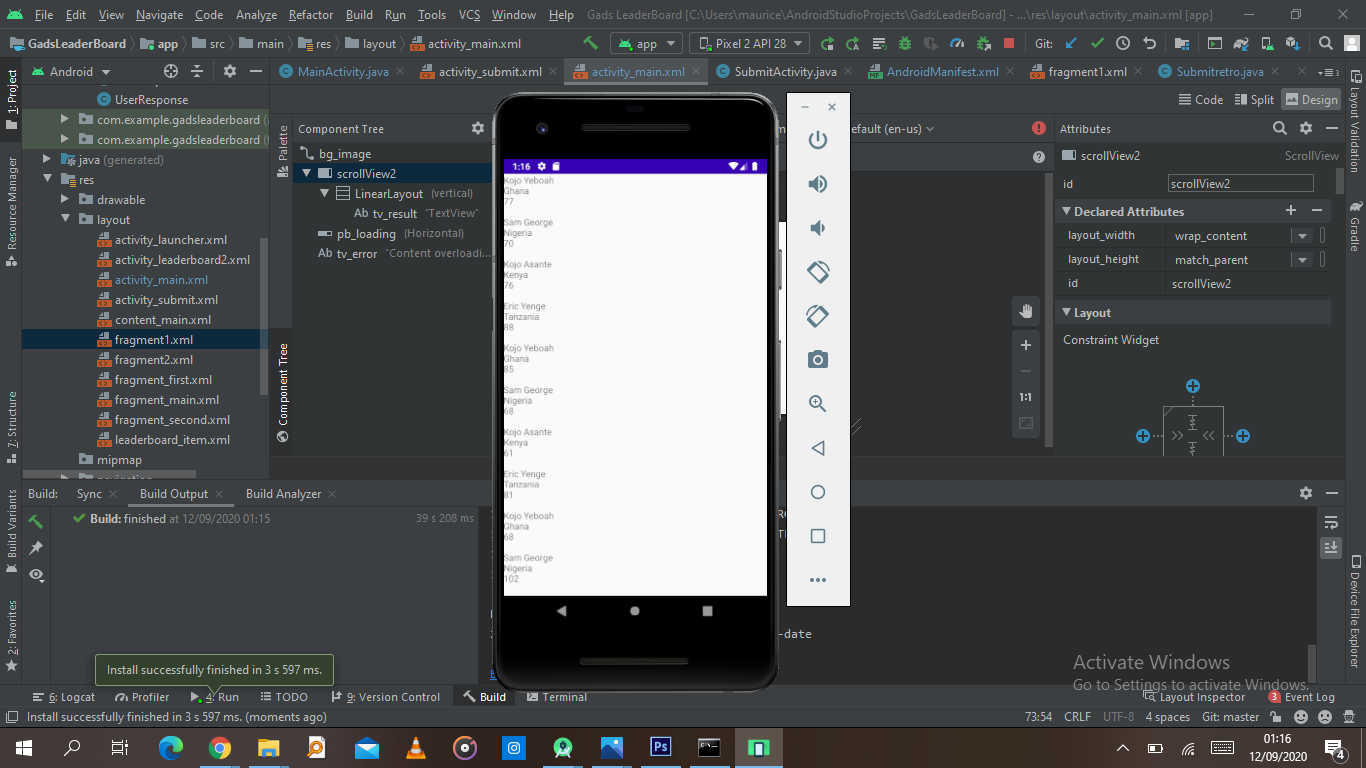 File Edit View Navigate Code Analyze Refactor Build Run Tools VCS Window Help Gads LeaderBoard [C:\Users\maurice\AndroidStudioProjects\GadsLeaderBoard] - ...\res\layout\activity_main.xml [app]
GadsLeaderBoard app src main res layout activity_main.xml app Pixel 2 API 28 Git:
Android
MainActivity.java activity_submit.xml activity_main.xml SubmitActivity.java AndroidManifest.xml fragment1.xml Submitretro.java
Code Split Design
1: Project
Resource Manager
7: Structure
Build Variants
2: Favorites
UserResponse
com.example.gadsleaderboard
com.example.gadsleaderboard
java (generated)
res
drawable
layout
activity_launcher.xml
activity_leaderboard2.xml
activity_main.xml
activity_submit.xml
content_main.xml
fragment1.xml
fragment2.xml
fragment_first.xml
fragment_main.xml
fragment_second.xml
leaderboard_item.xml
mipmap
Palette
Component Tree
Component Tree
bg_image
scrollView2
LinearLayout (vertical)
Ab tv_result "TextView"
pb_loading (Horizontal)
Ab tv_error "Content overloadi...
1:16
Kojo Yeboah
Ghana
77
Sam George
Nigeria
70
Kojo Asante
Kenya
76
Eric Yenge
Tanzania
88
Kojo Yeboah
Ghana
85
Sam George
Nigeria
68
Kojo Asante
Kenya
61
Eric Yenge
Tanzania
81
Kojo Yeboah
Ghana
68
Sam George
Nigeria
102
efault (en-us)
1:1
Attributes
scrollView2 ScrollView
id scrollView2
Declared Attributes
layout_width wrap_content
layout_height match_parent
id scrollView2
Layout
Constraint Widget
Layout Validation
Gradle
Device File Explorer
Build: Sync Build Output Build Analyzer
Build: finished at 12/09/2020 01:15 39 s 208 ms
-date
Install successfully finished in 3 s 597 ms.
Activate Windows
Go to Settings to activate Windows.
6: Logcat Profiler 4: Run TODO 9: Version Control Build Terminal Layout Inspector 3 Event Log
Install successfully finished in 3 s 597 ms. (moments ago) 73:54 CRLF UTF-8 4 spaces Git: master
Ps
01:16
12/09/2020
4